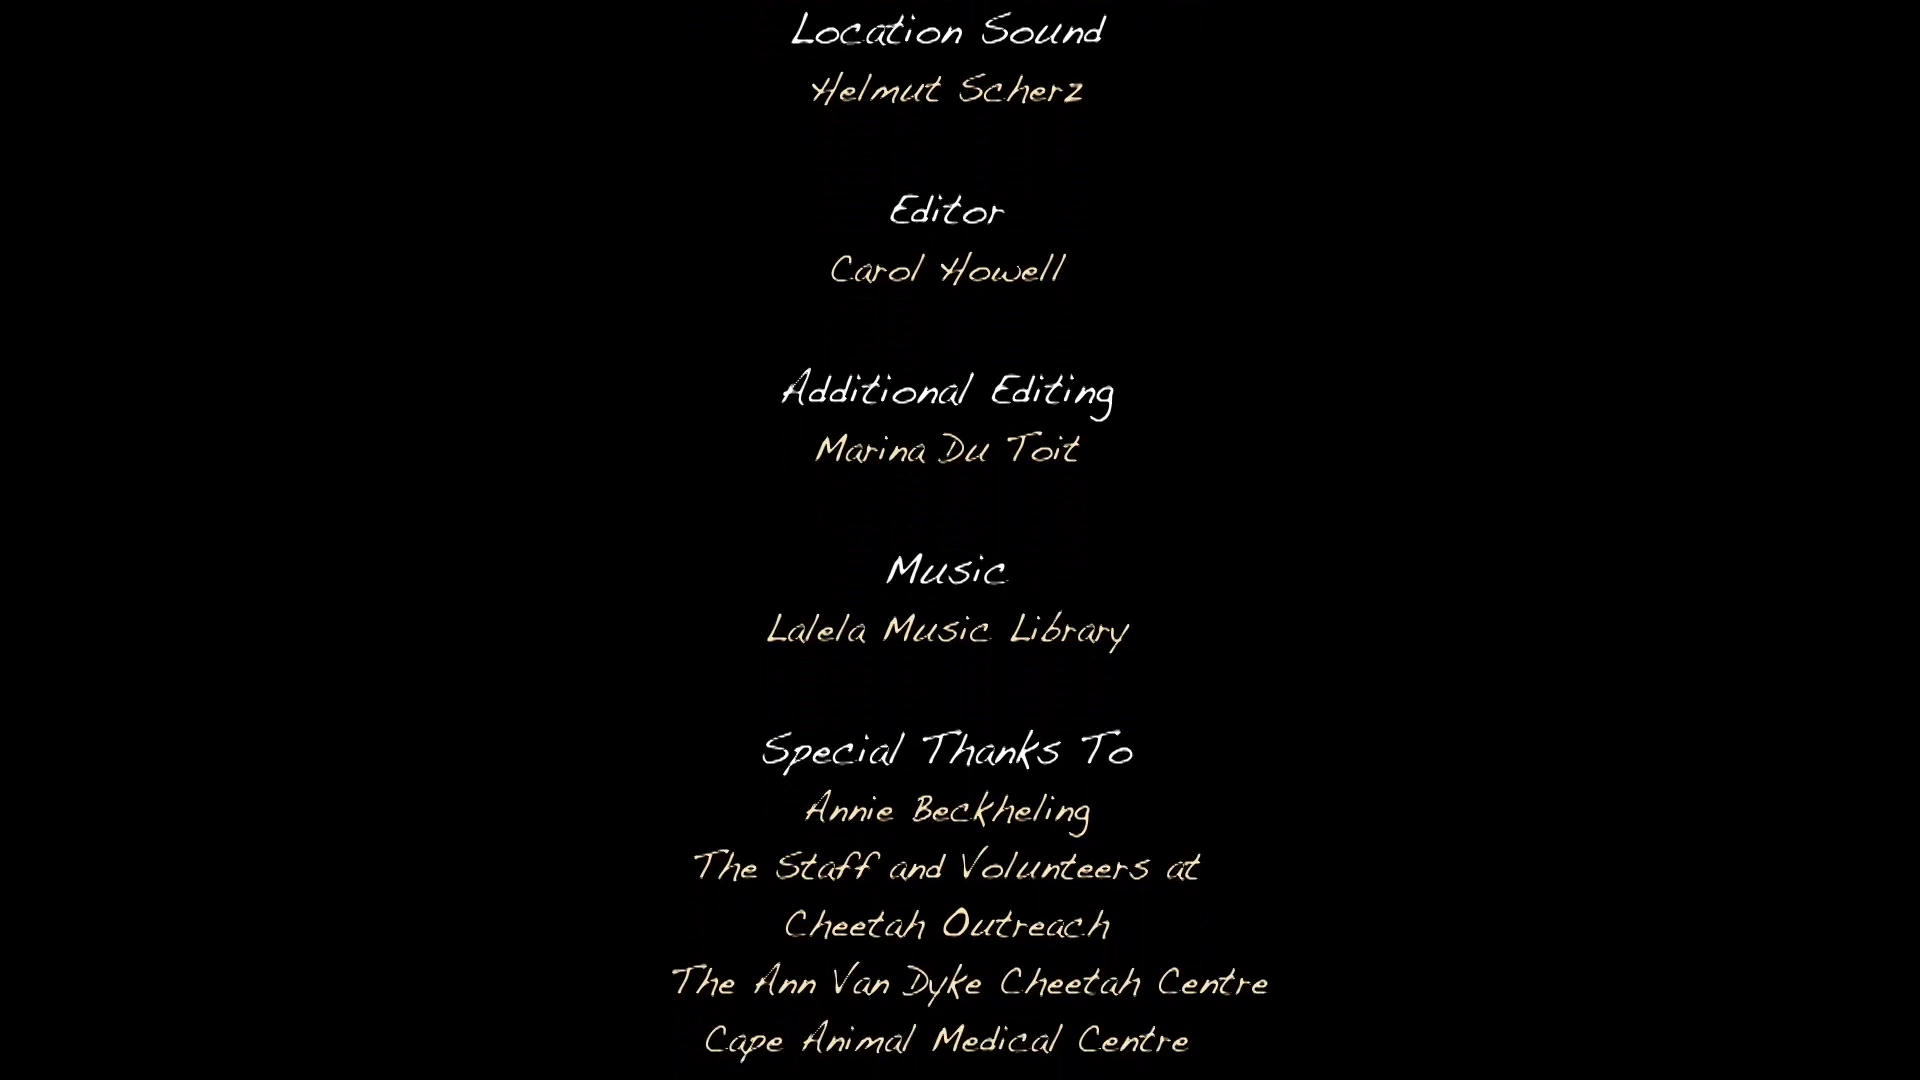 Location Sound
Helmut Scherz
Editor
Carol Howell
Additional Editing
Marina Du Toit
Music
Lalela Music Library
Special Thanks To
Annie Beckheling
The Staff and Volunteers at
Cheetah Outreach
The Ann Van Dyke Cheetah Centre
Cape Animal Medical Centre